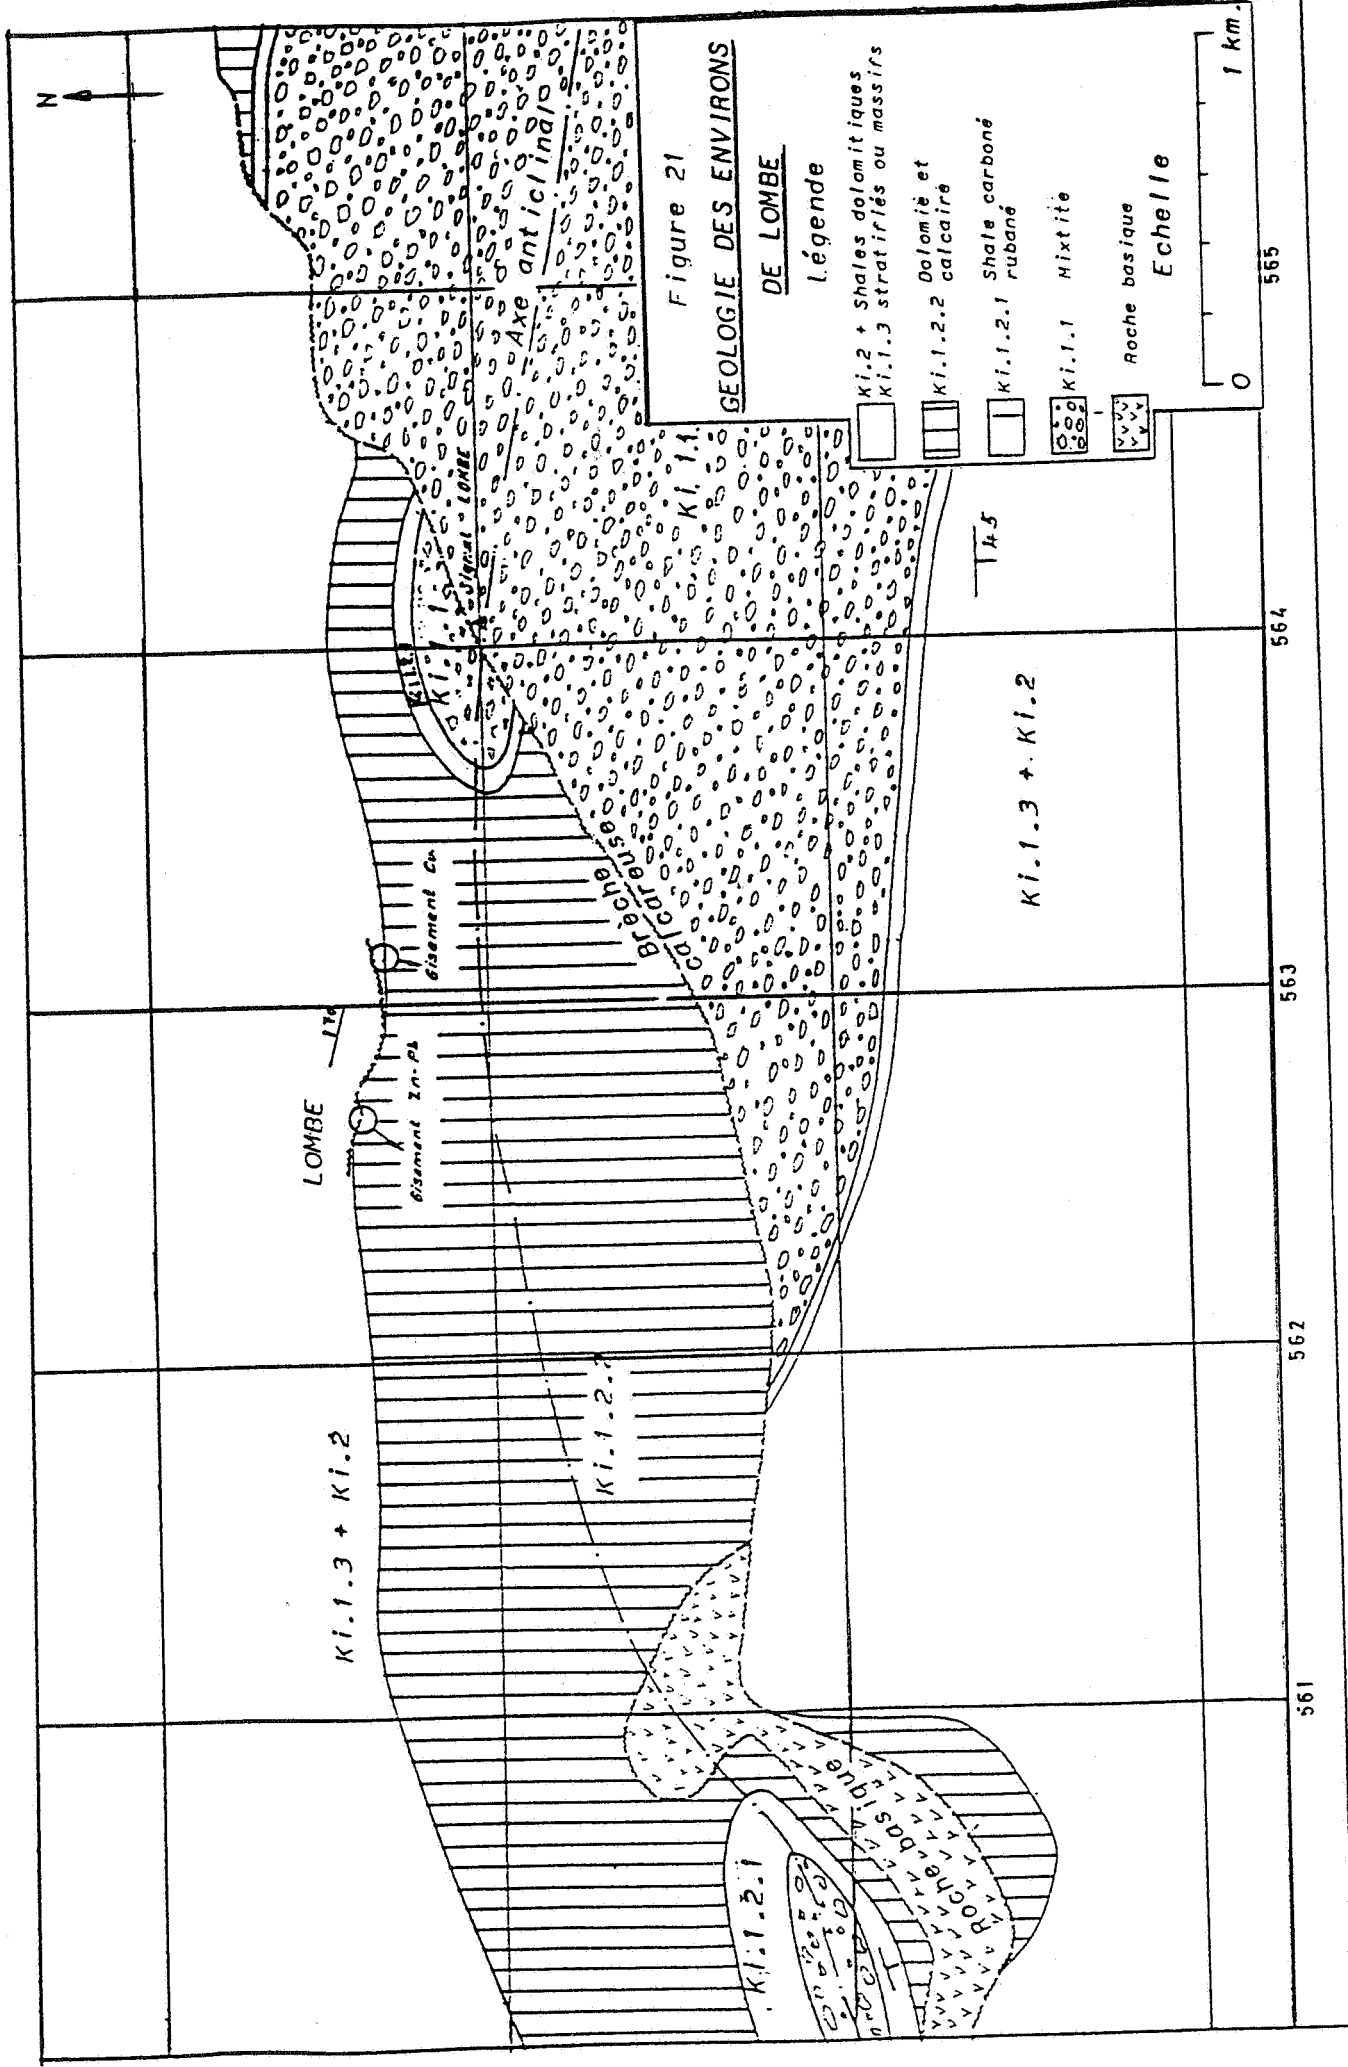 N
Axe anticlinal
Signal LOMBE
Ki.1.1
Ki.1.1.
Brèche
calcareuse
Gisement Cu
Gisement Zn-Pb
LOMBE
Ki.1.3 + Ki.2
Ki.1.2.2
Ki.1.3 + Ki.2
45
Ki.1.2.1
Roche basique
Figure 21
GEOLOGIE DES ENVIRONS
DE LOMBE
Légende
Ki.2 + Shales dolomitiques
Ki.1.3 stratifiés ou massifs
Ki.1.2.2 Dolomie et
calcaire
Ki.1.2.1 Shale carboné
rubané
Ki.1.1 Mixtite
Roche basique
Echelle
0 1 km.
561 562 563 564 565